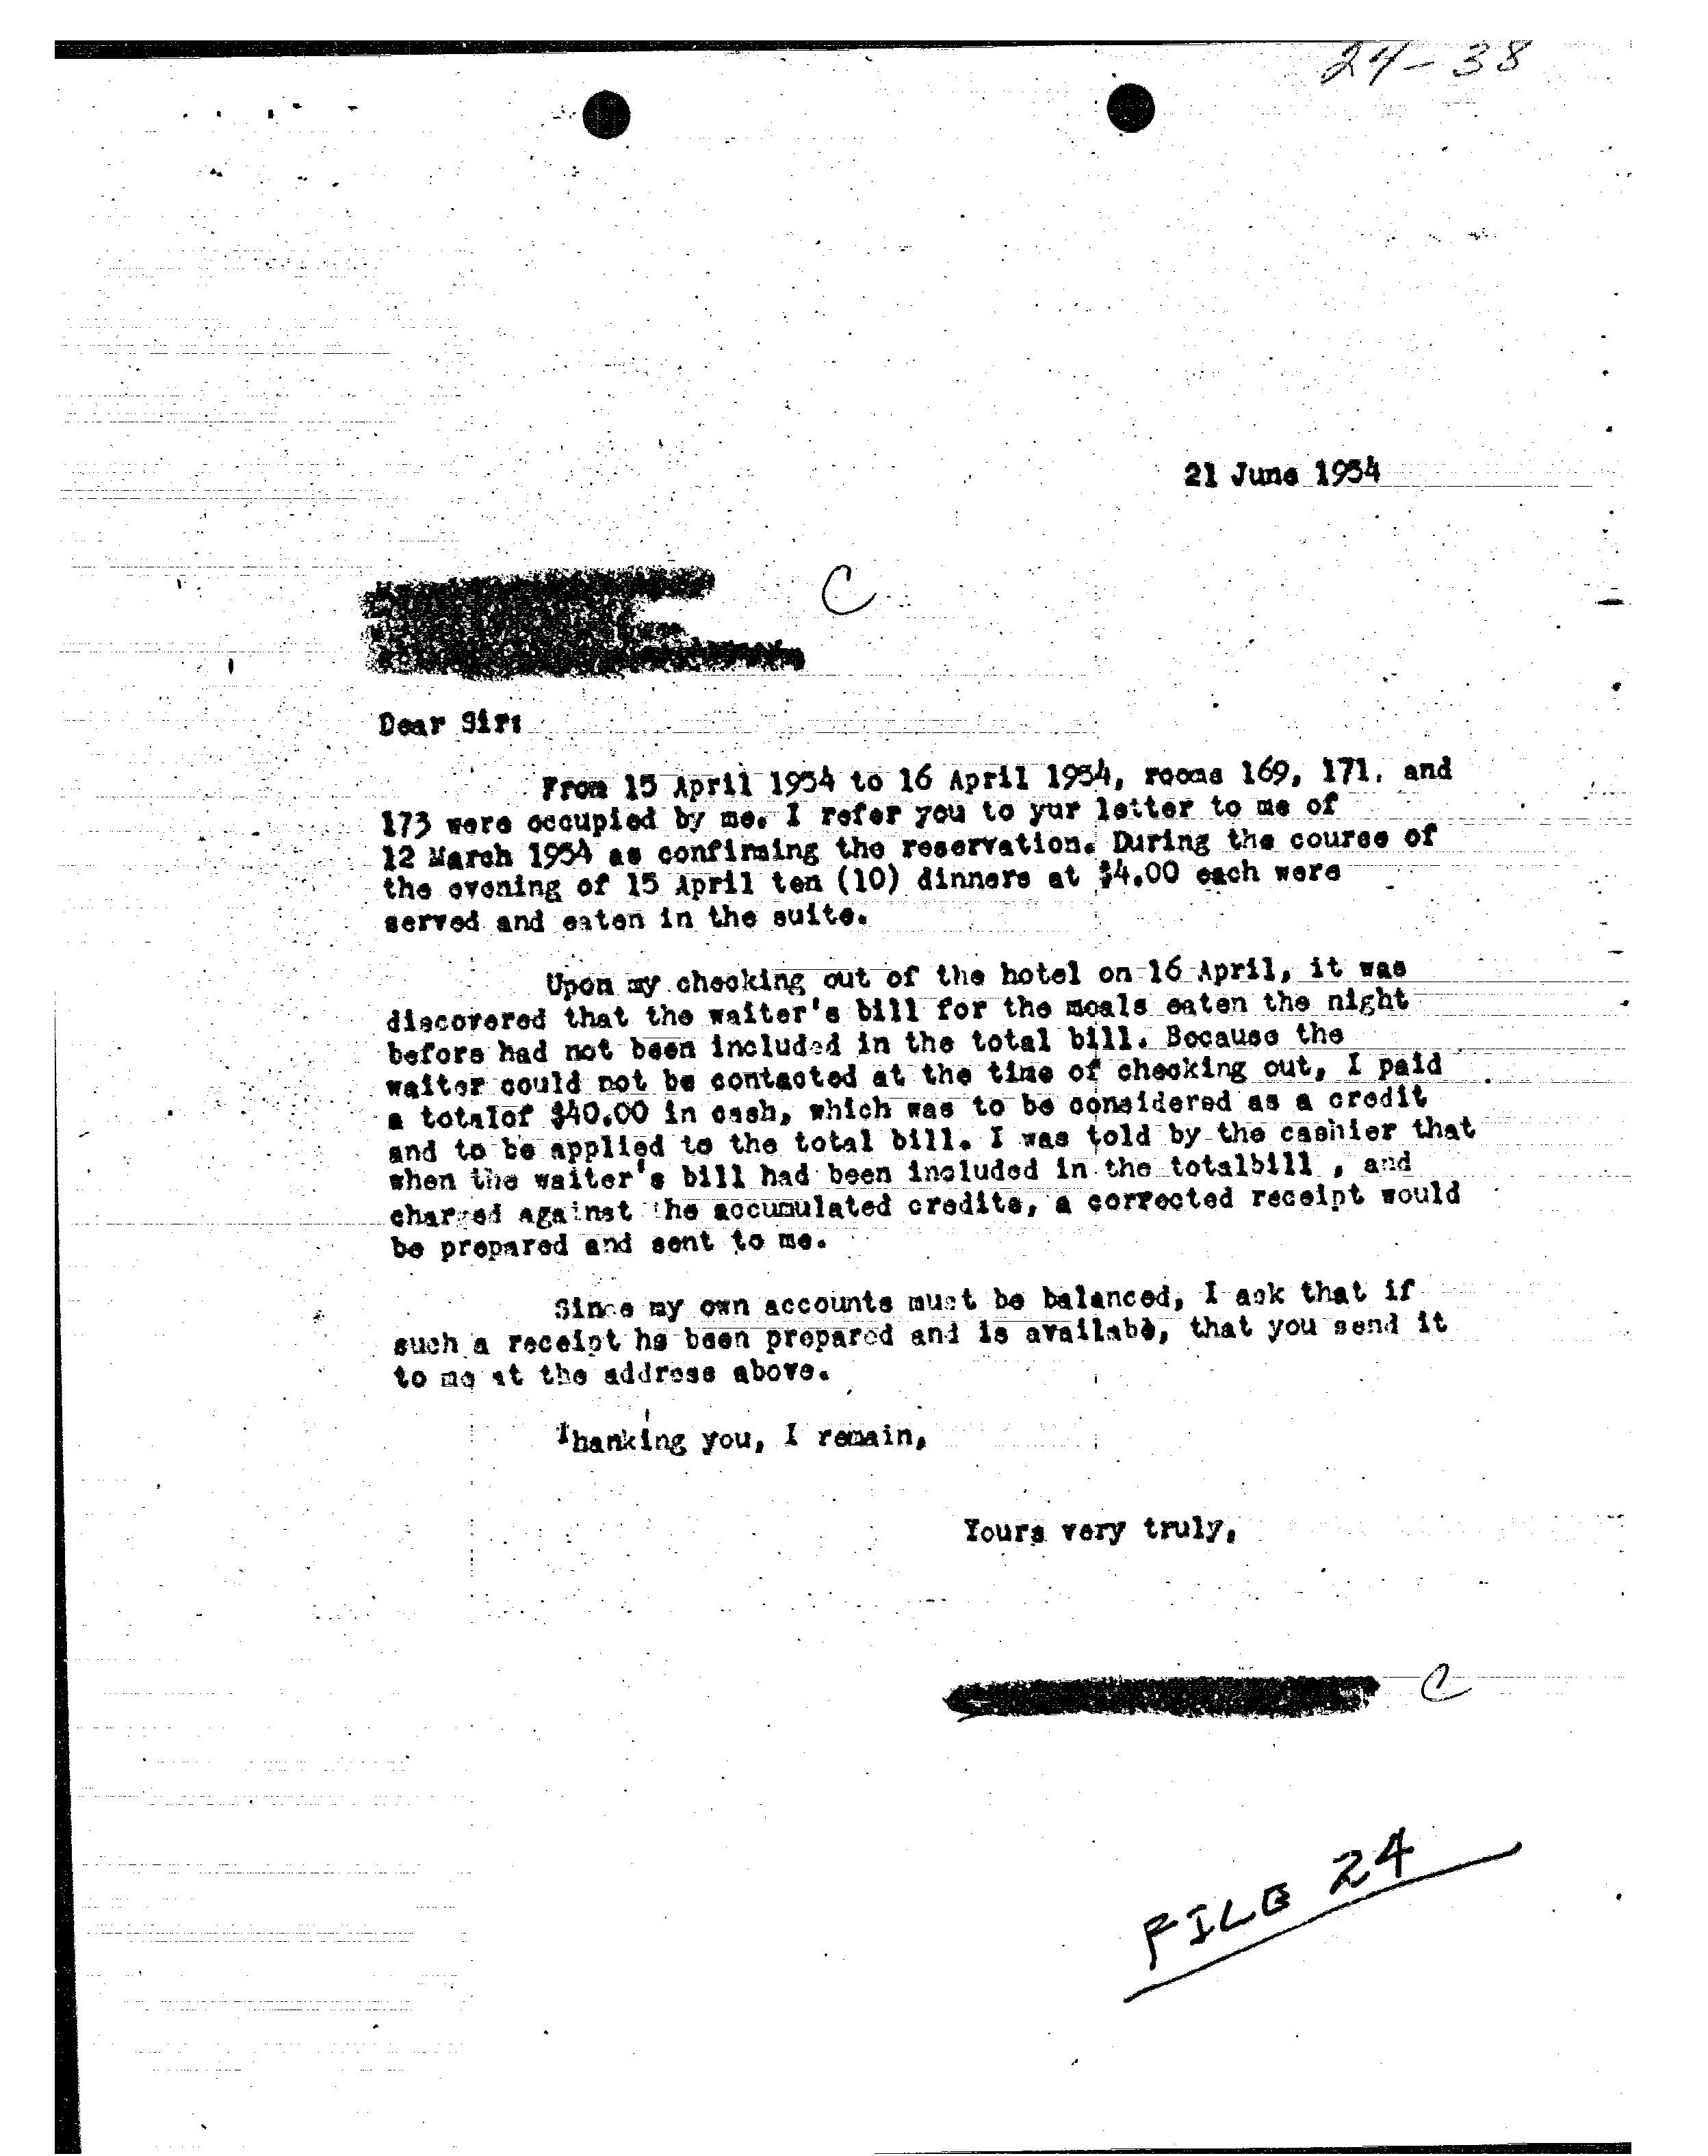 24-38
21 June 1954
C
Dear Sir:
From 15 April 1954 to 16 April 1954, rooms 169, 171, and
173 were occupied by me. I refer you to yur letter to me of
12 March 1954 as confirming the reservation. During the course of
the evening of 15 April ten (10) dinners at $4.00 each were
served and eaten in the suite.
Upon my checking out of the hotel on 16 April, it was
discovered that the waiter's bill for the meals eaten the night
before had not been included in the total bill. Because the
waiter could not be contacted at the time of checking out, I paid
a totalof $40.00 in cash, which was to be considered as a credit
and to be applied to the total bill. I was told by the cashier that
when the waiter's bill had been included in the totalbill , and
charged against the accumulated credits, a corrected receipt would
be prepared and sent to me.
Since my own accounts must be balanced, I ask that if
such a receipt hs been prepared and is availabe, that you send it
to me at the address above.
Thanking you, I remain,
Yours very truly,
C
FILE 24